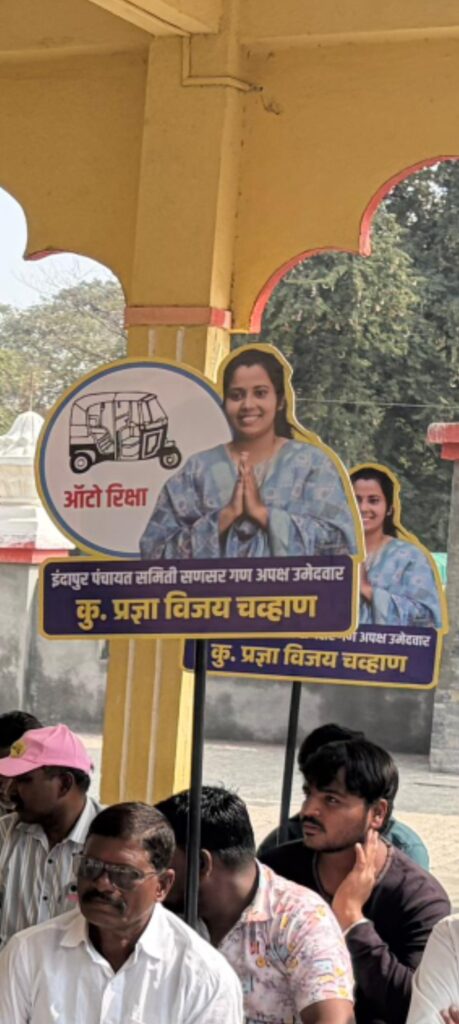 ऑटो रिक्षा
इंदापुर पंचायत समिती सणसर गण अपक्ष उमेदवार
कु. प्रज्ञा विजय चव्हाण
गण अपक्ष उमेदवार
कु. प्रज्ञा विजय चव्हाण